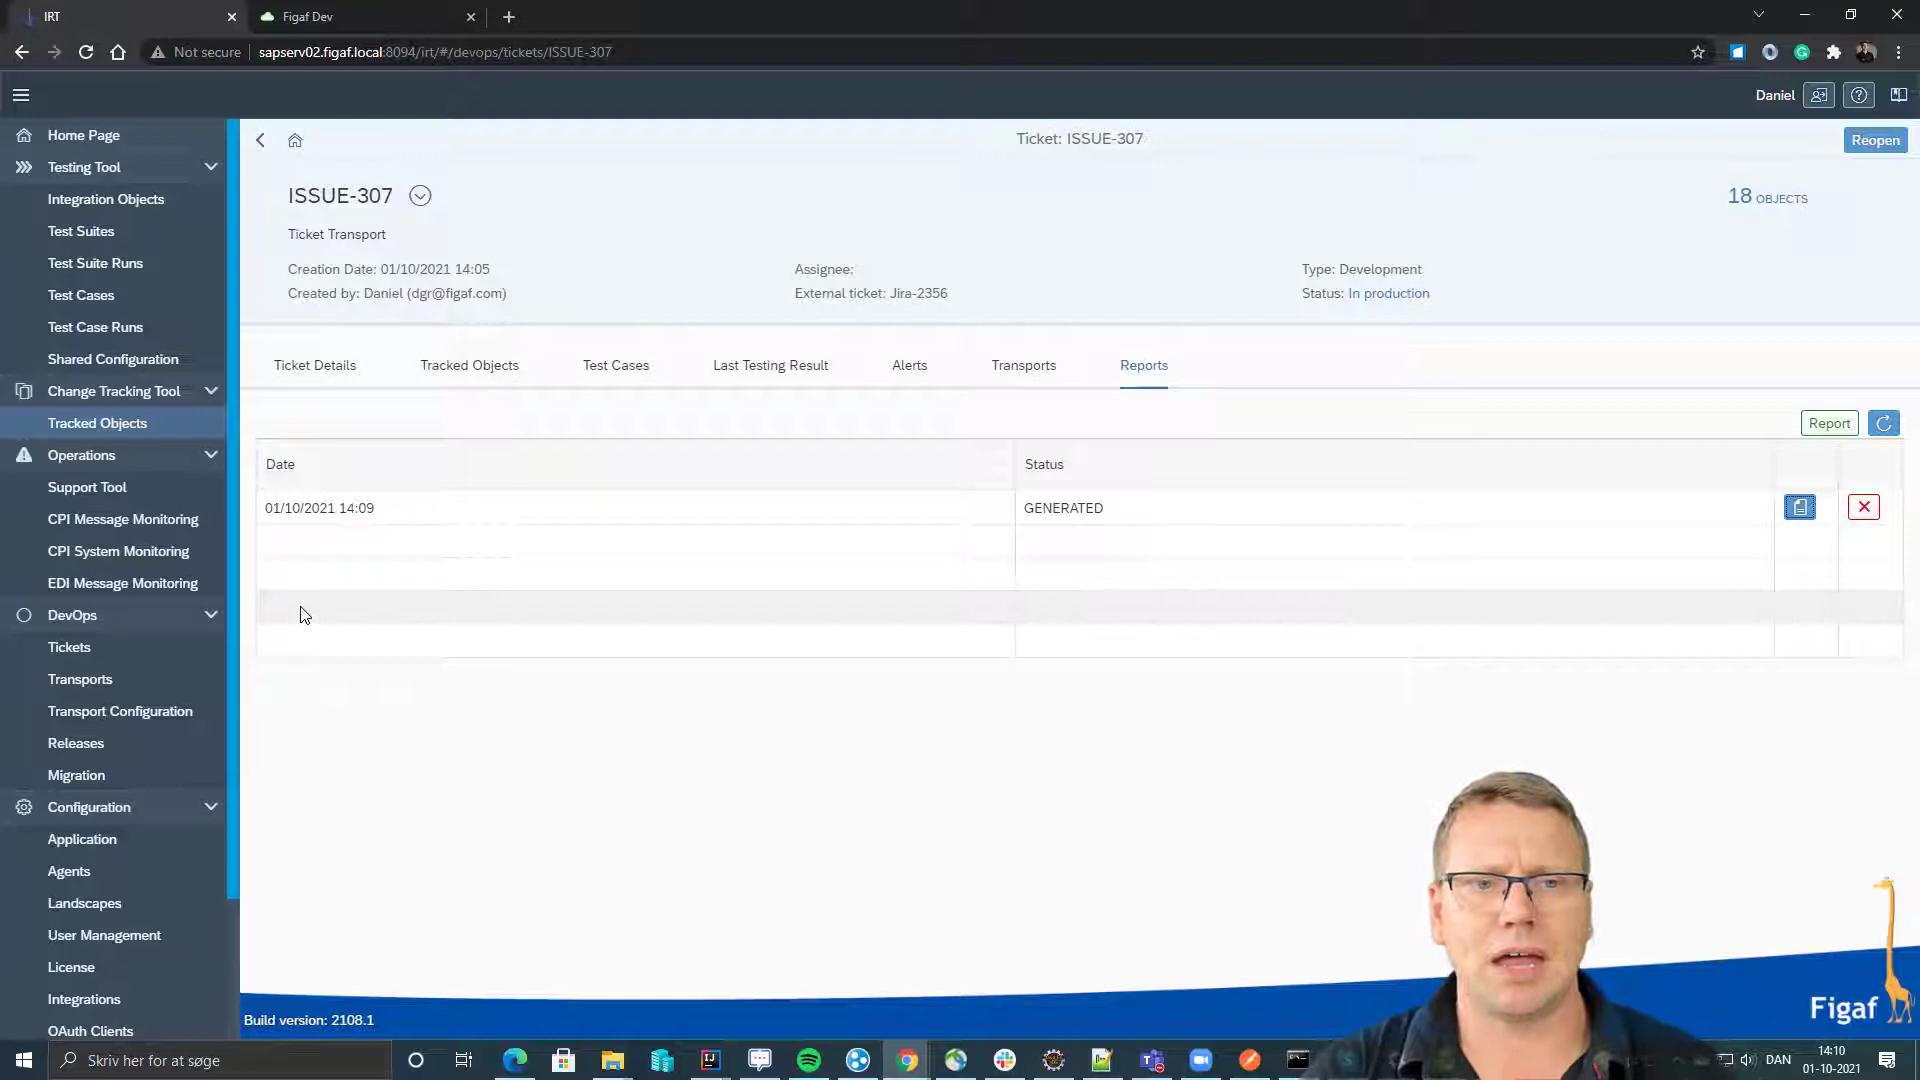 IRT
Figaf Dev
Not secure
sapserv02.figaf.local:8094/irt/#/devops/tickets/ISSUE-307
Daniel
Home Page
Testing Tool
Integration Objects
Test Suites
Test Suite Runs
Test Cases
Test Case Runs
Shared Configuration
Change Tracking Tool
Tracked Objects
Operations
Support Tool
CPI Message Monitoring
CPI System Monitoring
EDI Message Monitoring
DevOps
Tickets
Transports
Transport Configuration
Releases
Migration
Configuration
Application
Agents
Landscapes
User Management
License
Integrations
OAuth Clients
Ticket: ISSUE-307
Reopen
ISSUE-307
18 OBJECTS
Ticket Transport
Creation Date: 01/10/2021 14:05
Assignee:
Type: Development
Created by: Daniel (dgr@figaf.com)
External ticket: Jira-2356
Status: In production
Ticket Details
Tracked Objects
Test Cases
Last Testing Result
Alerts
Transports
Reports
Report
Date
Status
01/10/2021 14:09
GENERATED
Build version: 2108.1
Figaf
Skriv her for at søge
DAN
14:10
01-10-2021